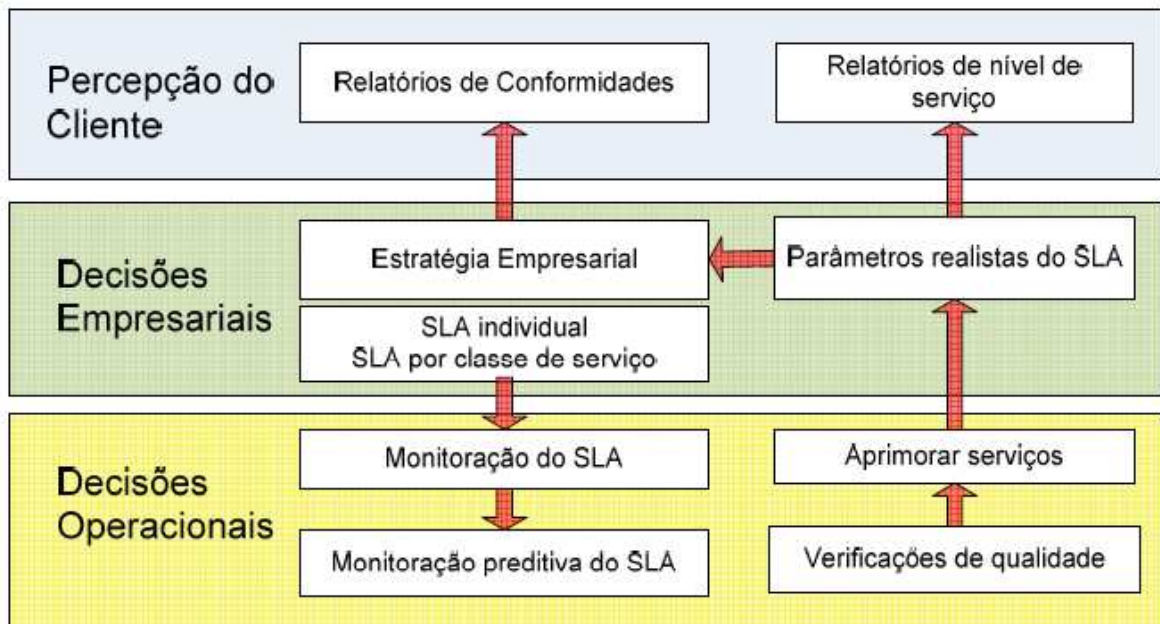 Percepção do
Cliente
Relatórios de Conformidades
Relatórios de nível de
serviço
Decisões
Empresariais
Estratégia Empresarial
Parâmetros realistas do SLA
SLA individual
SLA por classe de serviço
Decisões
Operacionais
Monitoração do SLA
Aprimorar serviços
Monitoração preditiva do SLA
Verificações de qualidade